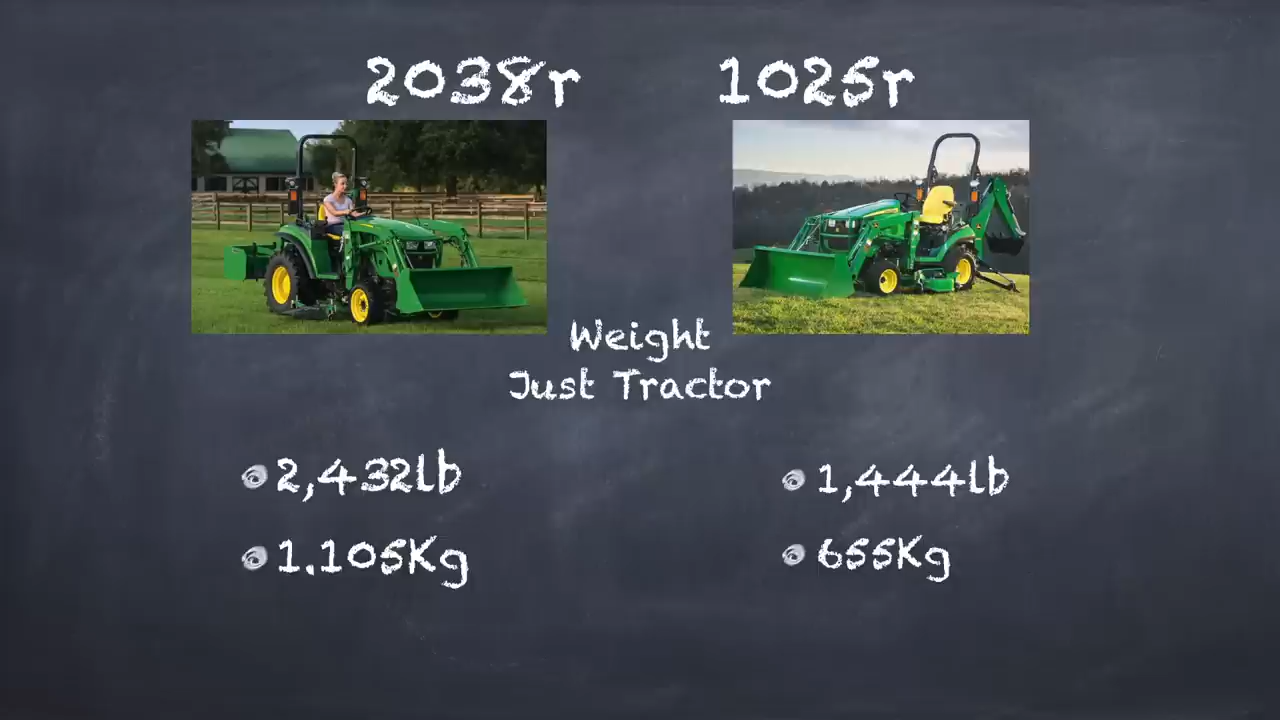 2038r
1025r
Weight
Just Tractor
2,432lb
1,444lb
1.105Kg
655Kg